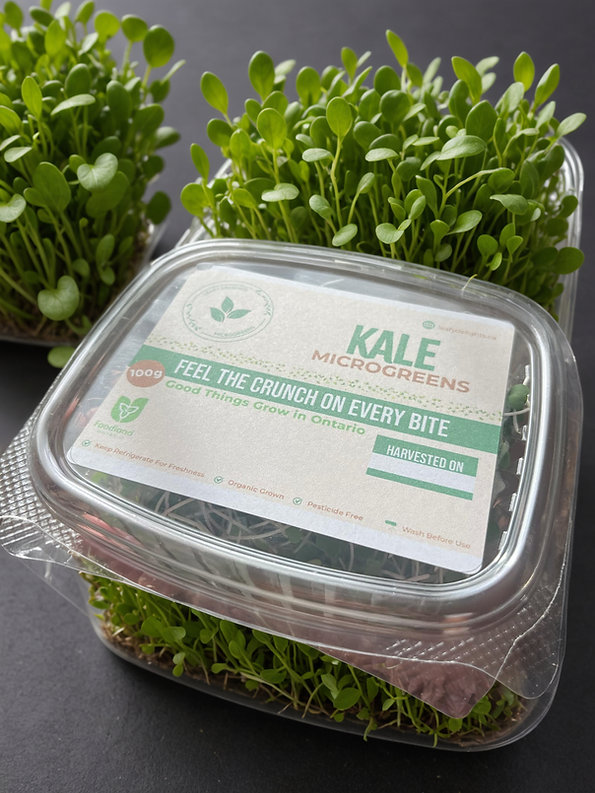 KALE
MICROGREENS
100g
FEEL THE CRUNCH ON EVERY BITE
Good Things Grow in Ontario
foodland
HARVESTED ON
Keep Refrigerate For Freshness
Organic Grown
Pesticide Free
Wash Before Use